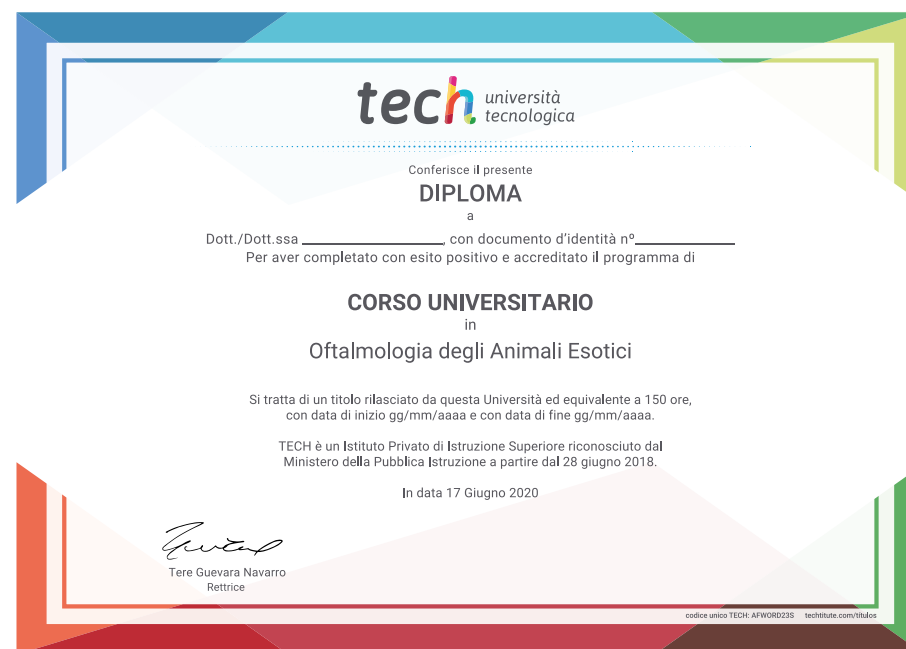 tech università
tecnologica
Conferisce il presente
DIPLOMA
a
Dott./Dott.ssa ____________________, con documento d'identità nº______________
Per aver completato con esito positivo e accreditato il programma di
CORSO UNIVERSITARIO
in
Oftalmologia degli Animali Esotici
Si tratta di un titolo rilasciato da questa Università ed equivalente a 150 ore,
con data di inizio gg/mm/aaaa e con data di fine gg/mm/aaaa.
TECH è un Istituto Privato di Istruzione Superiore riconosciuto dal
Ministero della Pubblica Istruzione a partire dal 28 giugno 2018.
In data 17 Giugno 2020
Tere Guevara Navarro
Rettrice
codice unico TECH: AFWORD23S techtitute.com/titulos